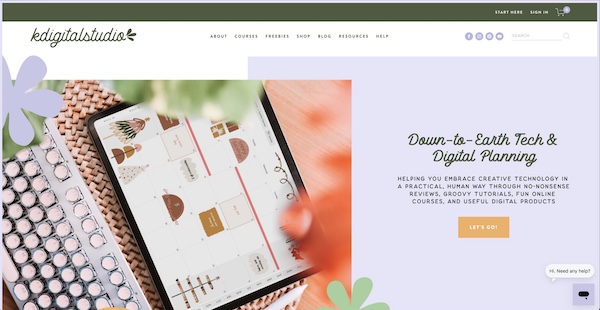 START HERE SIGN IN
kdigitalstudio
ABOUT COURSES FREEBIES SHOP BLOG RESOURCES HELP
SEARCH
Down-to-Earth Tech &
Digital Planning
HELPING YOU EMBRACE CREATIVE TECHNOLOGY IN
A PRACTICAL, HUMAN WAY THROUGH NO-NONSENSE
REVIEWS, GROOVY TUTORIALS, FUN ONLINE
COURSES, AND USEFUL DIGITAL PRODUCTS
LET'S GO!
Hi. Need any help?